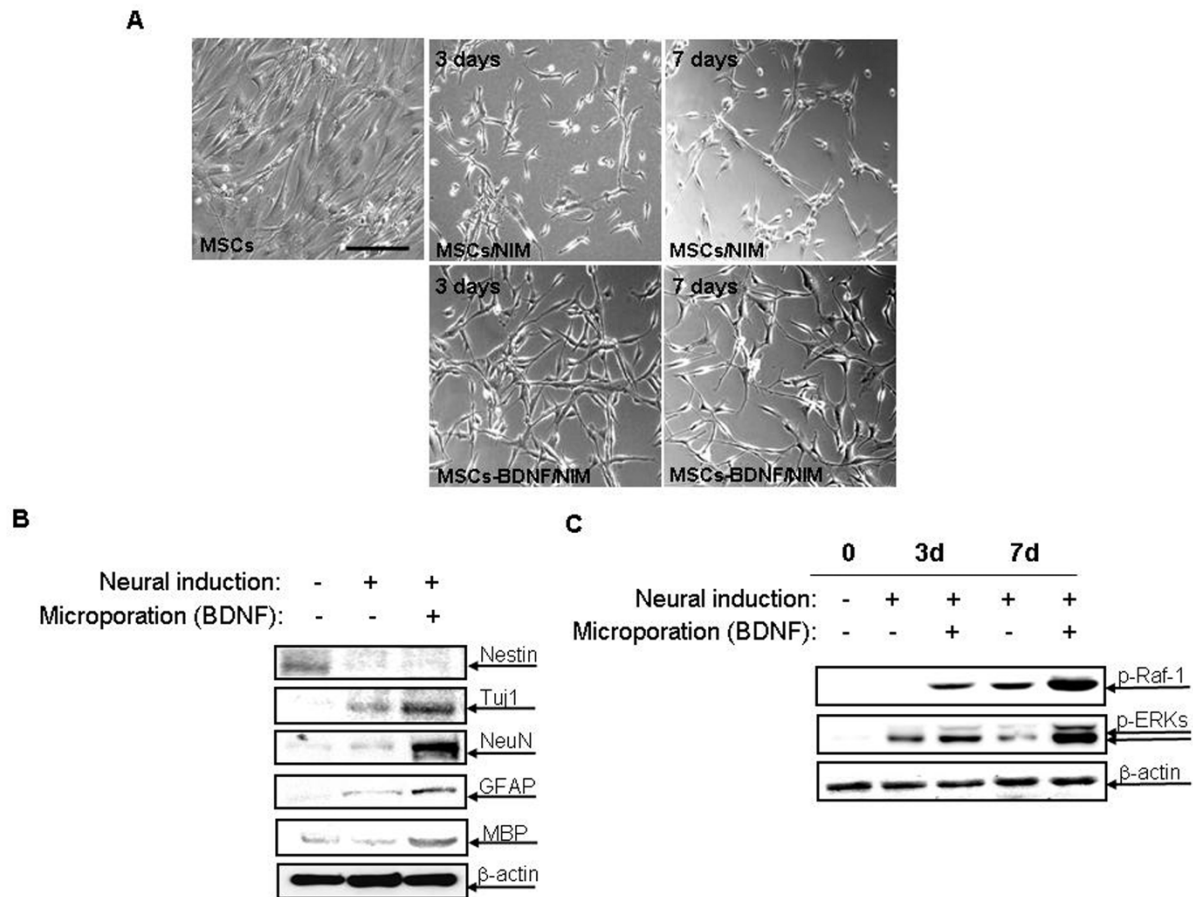 A
3 days
7 days
MSCs
MSCs/NIM
MSCs/NIM
3 days
7 days
MSCs-BDNF/NIM
MSCs-BDNF/NIM
B
Neural induction: - + +
Microporation (BDNF): - - +
Nestin
Tuj1
NeuN
GFAP
MBP
β-actin
C
0 3d 7d
Neural induction: - + + + +
Microporation (BDNF): - - + - +
p-Raf-1
p-ERKs
β-actin